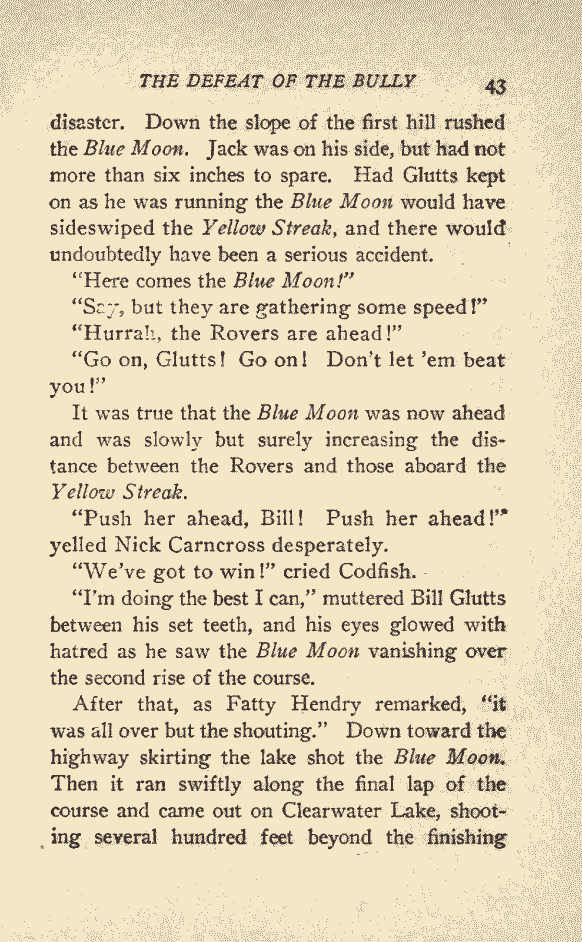 THE DEFEAT OF THE BULLY 43
disaster. Down the slope of the first hill rushed
the Blue Moon. Jack was on his side, but had not
more than six inches to spare. Had Glutts kept
on as he was running the Blue Moon would have
sideswiped the Yellow Streak, and there would
undoubtedly have been a serious accident.
"Here comes the Blue Moon!"
"Say, but they are gathering some speed!"
"Hurrah, the Rovers are ahead!"
"Go on, Glutts! Go on! Don't let 'em beat
you!"
It was true that the Blue Moon was now ahead
and was slowly but surely increasing the dis-
tance between the Rovers and those aboard the
Yellow Streak.
"Push her ahead, Bill! Push her ahead!"
yelled Nick Carncross desperately.
"We've got to win!" cried Codfish.
"I'm doing the best I can," muttered Bill Glutts
between his set teeth, and his eyes glowed with
hatred as he saw the Blue Moon vanishing over
the second rise of the course.
After that, as Fatty Hendry remarked, "it
was all over but the shouting." Down toward the
highway skirting the lake shot the Blue Moon.
Then it ran swiftly along the final lap of the
course and came out on Clearwater Lake, shoot-
ing several hundred feet beyond the finishing